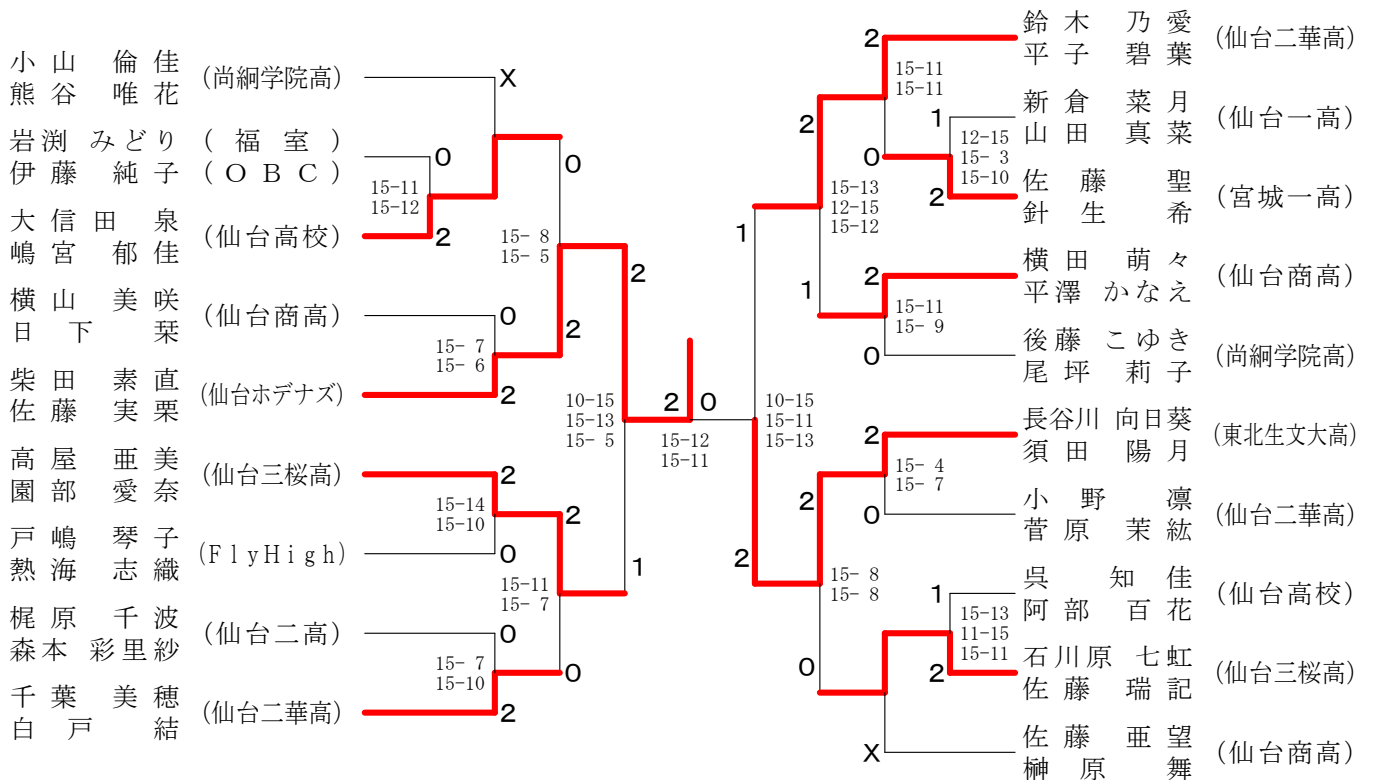 小山 倫佳
熊谷 唯花
(尚絅学院高)
X
岩渕 みどり (福室)
伊藤 純子 (OBC)
0
15-11
15-12
大信田 泉
嶋宮 郁佳
(仙台高校)
2
0
15- 8
15- 5
2
横山 美咲
日下 栞
(仙台商高)
0
15- 7
15- 6
2
柴田 素直
佐藤 実栗
(仙台ホデナズ)
2
10-15
15-13
15- 5
高屋 亜美
園部 愛奈
(仙台三桜高)
2
15-14
15-10
2
戸嶋 琴子
熱海 志織
(FlyHigh)
0
1
15-11
15- 7
梶原 千波
森本 彩里紗
(仙台二高)
0
15- 7
15-10
0
千葉 美穂
白戸 結
(仙台二華高)
2
2 0
15-12
15-11
鈴木 乃愛
平子 碧葉
(仙台二華高)
2
15-11
15-11
新倉 菜月
山田 真菜
(仙台一高)
1
12-15
15- 3
15-10
2
0
佐藤 聖
針生 希
(宮城一高)
2
15-13
12-15
15-12
1
横田 萌々
平澤 かなえ
(仙台商高)
2
1
15-11
15- 9
後藤 こゆき
尾坪 莉子
(尚絅学院高)
0
10-15
15-11
15-13
長谷川 向日葵
須田 陽月
(東北生文大高)
2
15- 4
15- 7
2
小野 凛
菅原 茉紘
(仙台二華高)
0
2
15- 8
15- 8
呉 知佳
阿部 百花
(仙台高校)
1
15-13
11-15
15-11
石川原 七虹
佐藤 瑞記
(仙台三桜高)
2
0
佐藤 亜望
榊原 舞
(仙台商高)
X